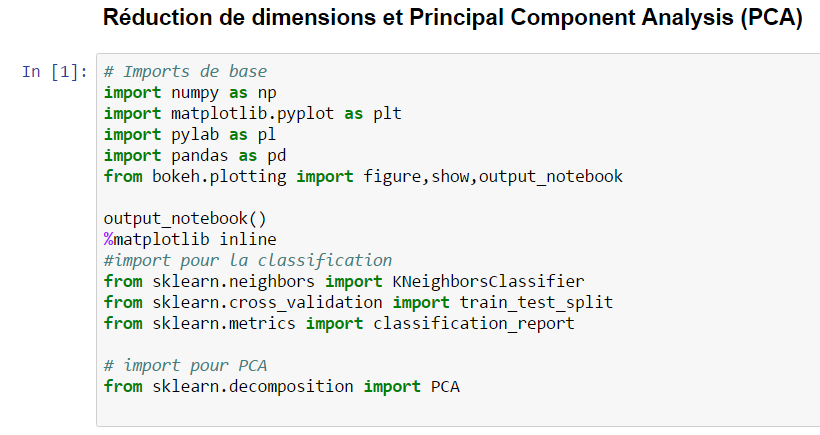 Réduction de dimensions et Principal Component Analysis (PCA)
In [1]:
# Imports de base
import numpy as np
import matplotlib.pyplot as plt
import pylab as pl
import pandas as pd
from bokeh.plotting import figure,show,output_notebook

output_notebook()
%matplotlib inline
#import pour la classification
from sklearn.neighbors import KNeighborsClassifier
from sklearn.cross_validation import train_test_split
from sklearn.metrics import classification_report

# import pour PCA
from sklearn.decomposition import PCA